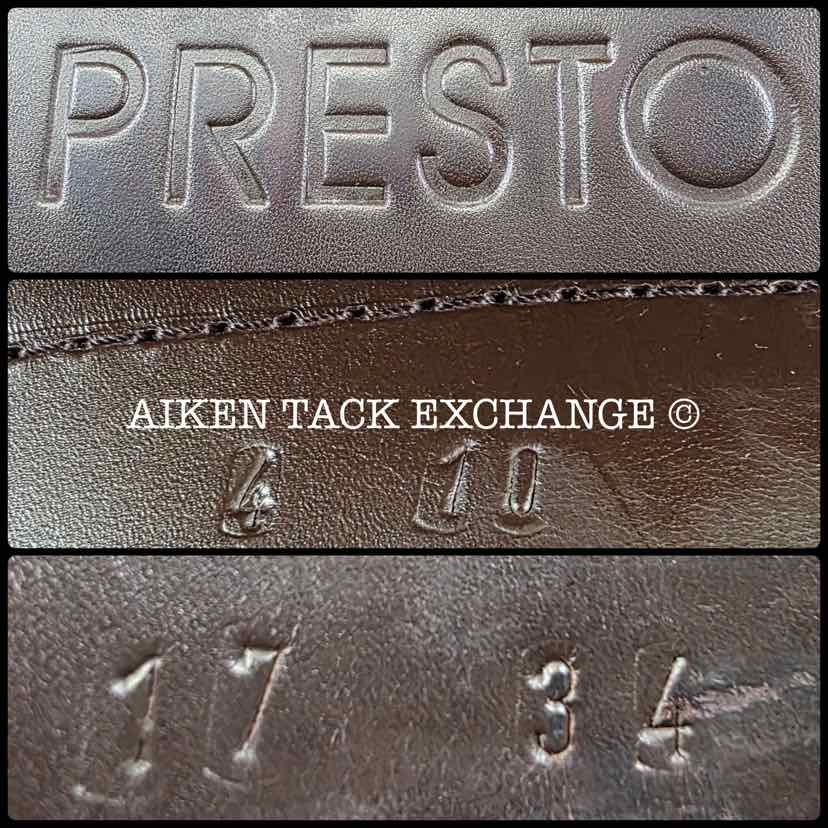 PRESTO
AIKEN TACK EXCHANGE ©
4 10
17 34